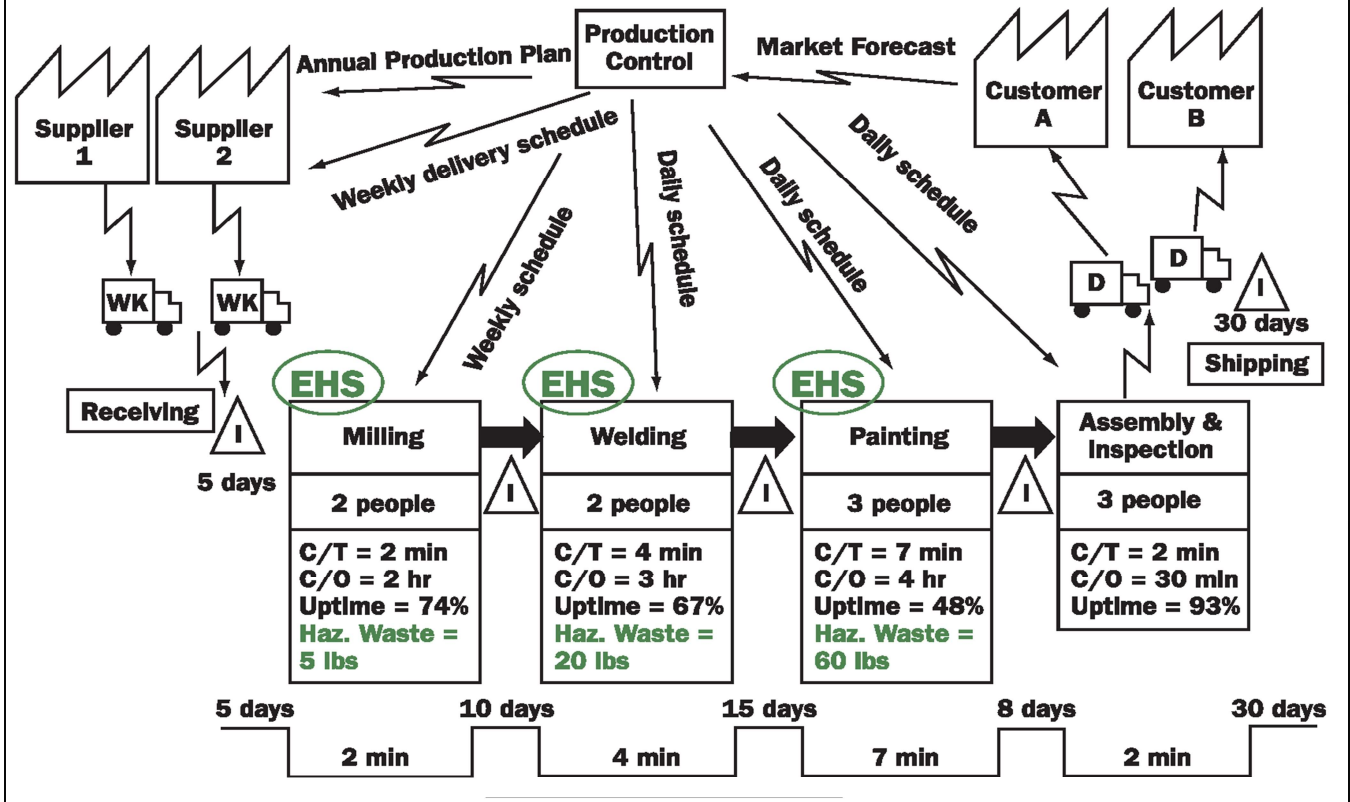 Production
Control
Annual Production Plan
Market Forecast
Supplier
1
Supplier
2
Customer
A
Customer
B
Weekly delivery schedule
Weekly schedule
Daily schedule
Daily schedule
Daily schedule
WK
WK
D
D
I
30 days
Shipping
Receiving
I
5 days
EHS
Milling
2 people
C/T = 2 min
C/O = 2 hr
Uptime = 74%
Haz. Waste =
5 lbs
I
EHS
Welding
2 people
C/T = 4 min
C/O = 3 hr
Uptime = 67%
Haz. Waste =
20 lbs
I
EHS
Painting
3 people
C/T = 7 min
C/O = 4 hr
Uptime = 48%
Haz. Waste =
60 lbs
I
Assembly &
Inspection
3 people
C/T = 2 min
C/O = 30 min
Uptime = 93%
5 days
10 days
15 days
8 days
30 days
2 min
4 min
7 min
2 min